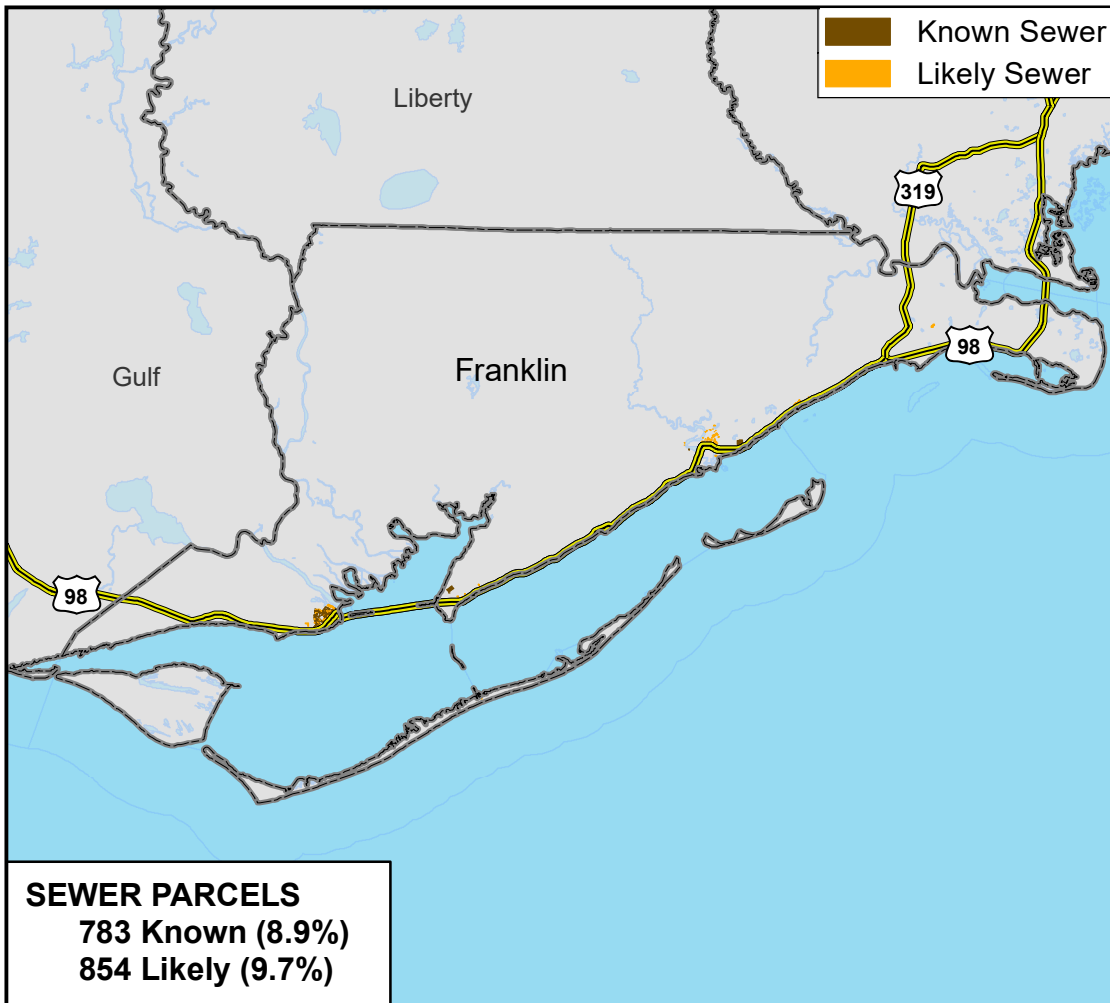 Known Sewer
Likely Sewer
Liberty
319
98
Franklin
Gulf
98
SEWER PARCELS
783 Known (8.9%)
854 Likely (9.7%)